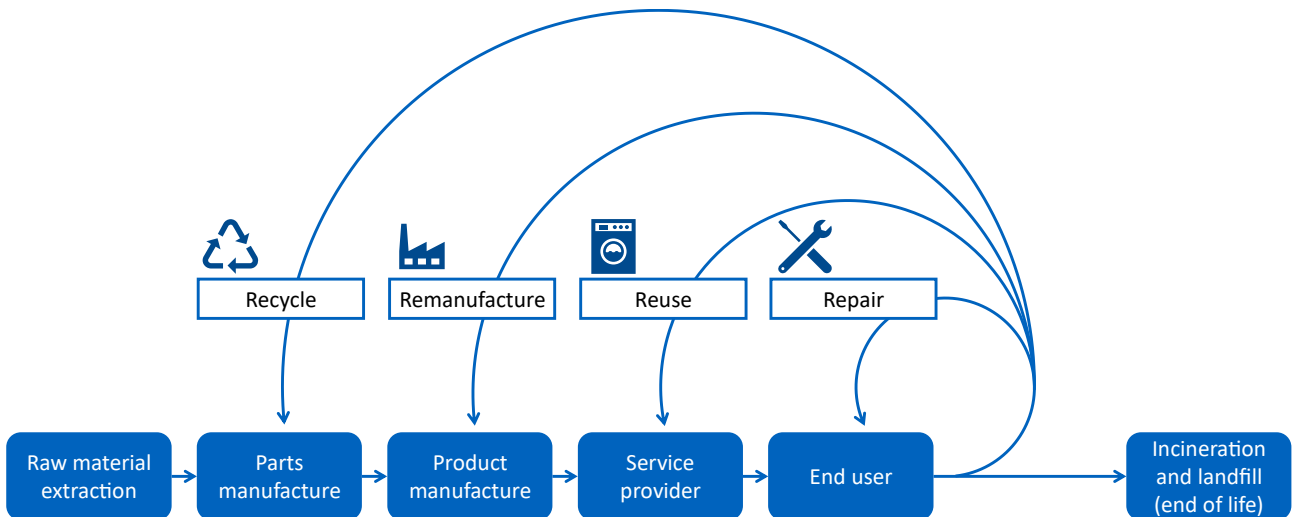 Recycle
Remanufacture
Reuse
Repair
Raw material
extraction
Parts
manufacture
Product
manufacture
Service
provider
End user
Incineration
and landfill
(end of life)